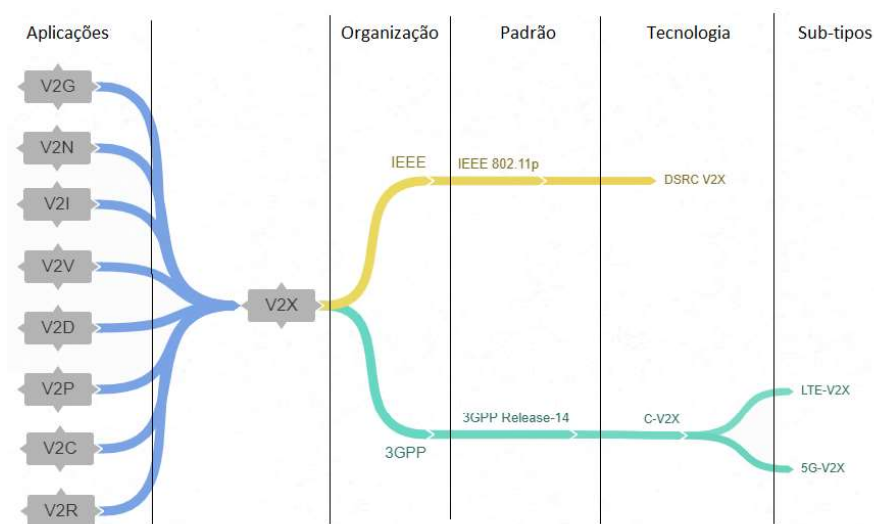 Aplicações
Organização
Padrão
Tecnologia
Sub-tipos
V2G
V2N
V2I
V2V
V2D
V2P
V2C
V2R
V2X
IEEE
IEEE 802.11p
DSRC V2X
3GPP
3GPP Release-14
C-V2X
LTE-V2X
5G-V2X